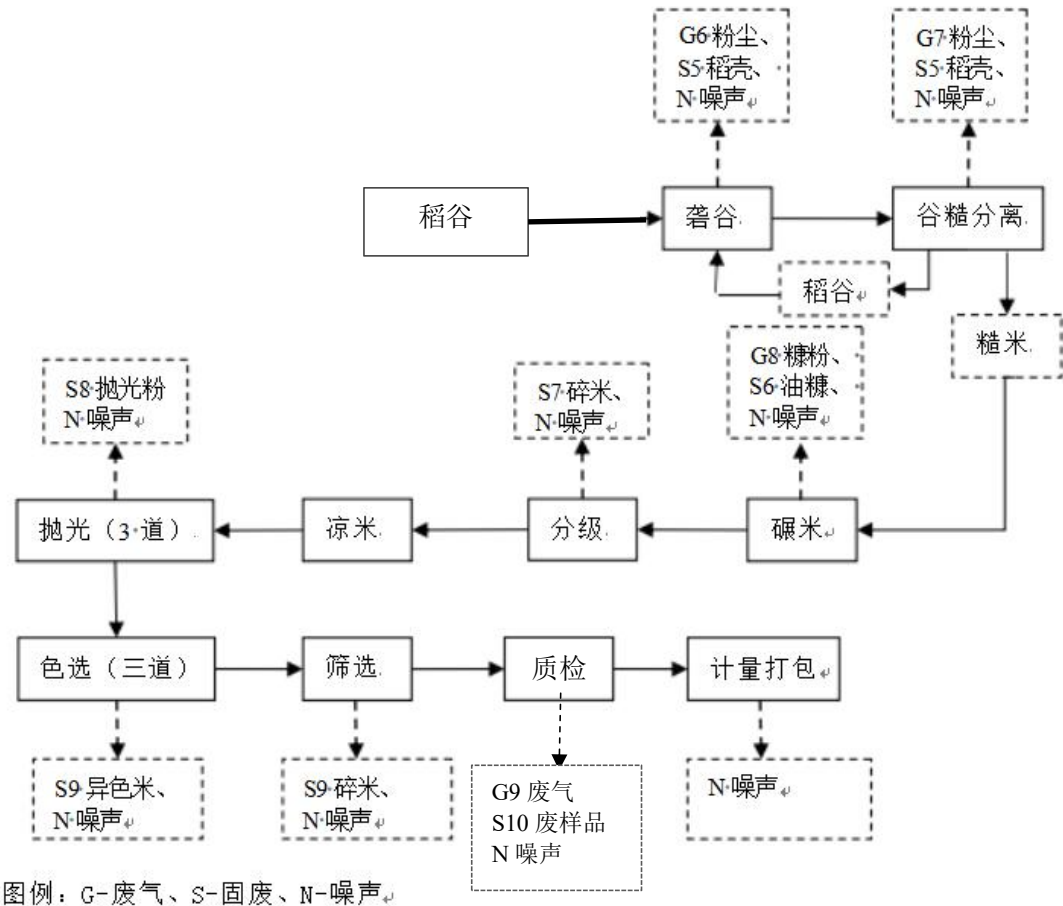 G6 粉尘、
S5 稻壳、
N 噪声
G7 粉尘、
S5 稻壳、
N 噪声
稻谷
砻谷
谷糙分离
稻谷
糙米
G8 糠粉、
S6 油糠、
N 噪声
S7 碎米、
N 噪声
S8 抛光粉
N 噪声
抛光（3 道）
凉米
分级
碾米
色选（三道）
筛选
质检
计量打包
S9 异色米、
N 噪声
S9 碎米、
N 噪声
G9 废气
S10 废样品
N 噪声
N 噪声
图例：G-废气、S-固废、N-噪声